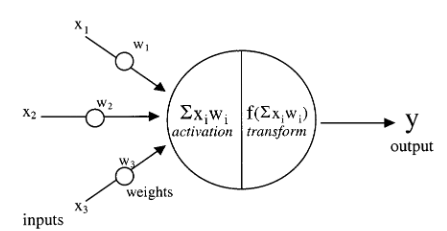 x₁
w₁
x₂
w₂
Σxᵢwᵢ
activation
f(Σxᵢwᵢ)
transform
y
output
w₃
weights
x₃
inputs